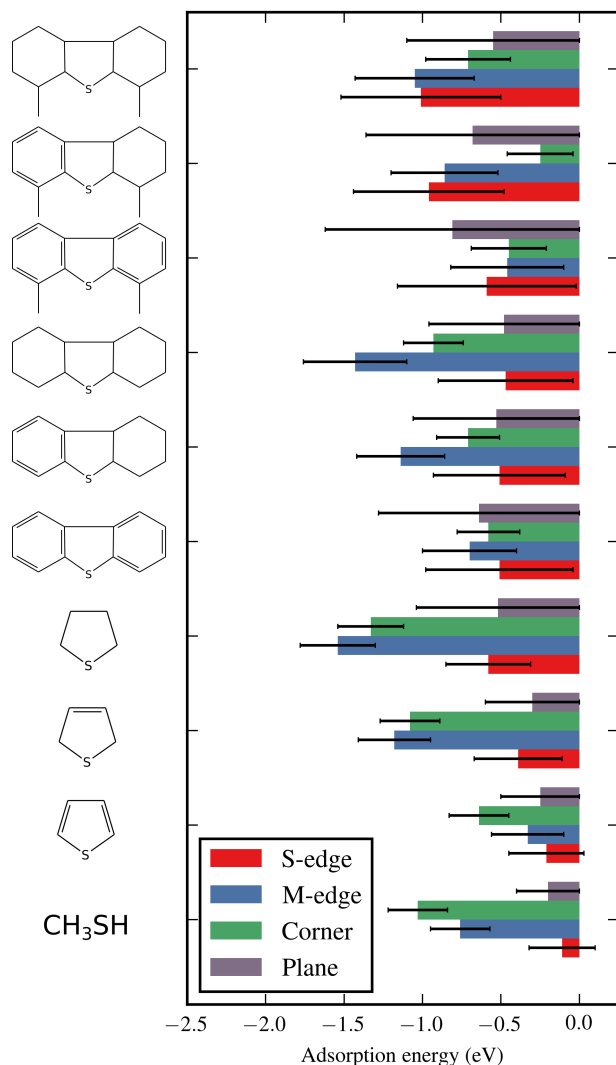 S
S
S
S
S
S
S
S
S
CH₃SH
S-edge
M-edge
Corner
Plane
−2.5 −2.0 −1.5 −1.0 −0.5 0.0
Adsorption energy (eV)